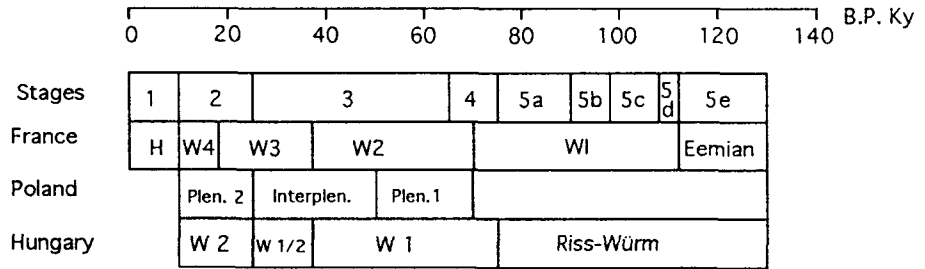 B.P. Ky
0 20 40 60 80 100 120 140
Stages 1 2 3 4 5a 5b 5c 5d 5e
France H W4 W3 W2 WI Eemian
Poland Plen. 2 Interplen. Plen.1
Hungary W 2 W 1/2 W 1 Riss-Würm